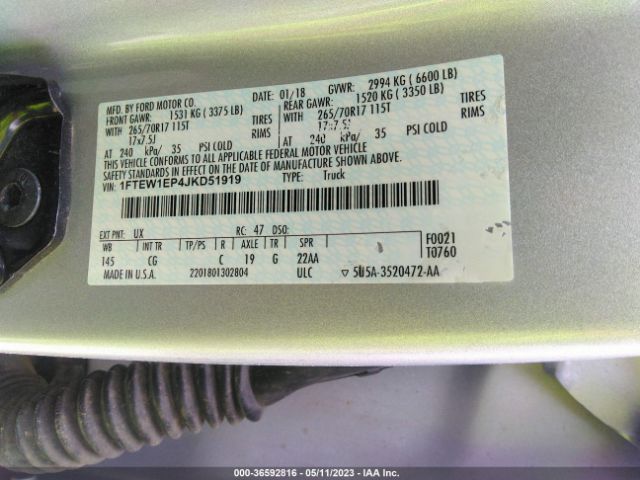 MFD. BY FORD MOTOR CO. DATE: 01/18 GVWR: 2994 KG ( 6600 LB)
FRONT GAWR: 1531 KG ( 3375 LB) REAR GAWR: 1520 KG ( 3350 LB)
WITH 265/70R17 115T TIRES WITH 265/70R17 115T TIRES
17x7.5J RIMS 17x7.5J RIMS
AT 240 kPa/ 35 PSI COLD AT 240 kPa/ 35 PSI COLD
THIS VEHICLE CONFORMS TO ALL APPLICABLE FEDERAL MOTOR VEHICLE
SAFETY STANDARDS IN EFFECT ON THE DATE OF MANUFACTURE SHOWN ABOVE.
VIN: 1FTEW1EP4JKD51919 TYPE: Truck
EXT PNT: UX RC: 47 DSO: F0021
WB INT TR TP/PS R AXLE TR SPR T0760
145 CG C 19 G 22AA
MADE IN U.S.A. 2201801302804 ULC ▽ 5U5A-3520472-AA
000-36592816 - 05/11/2023 - IAA Inc.